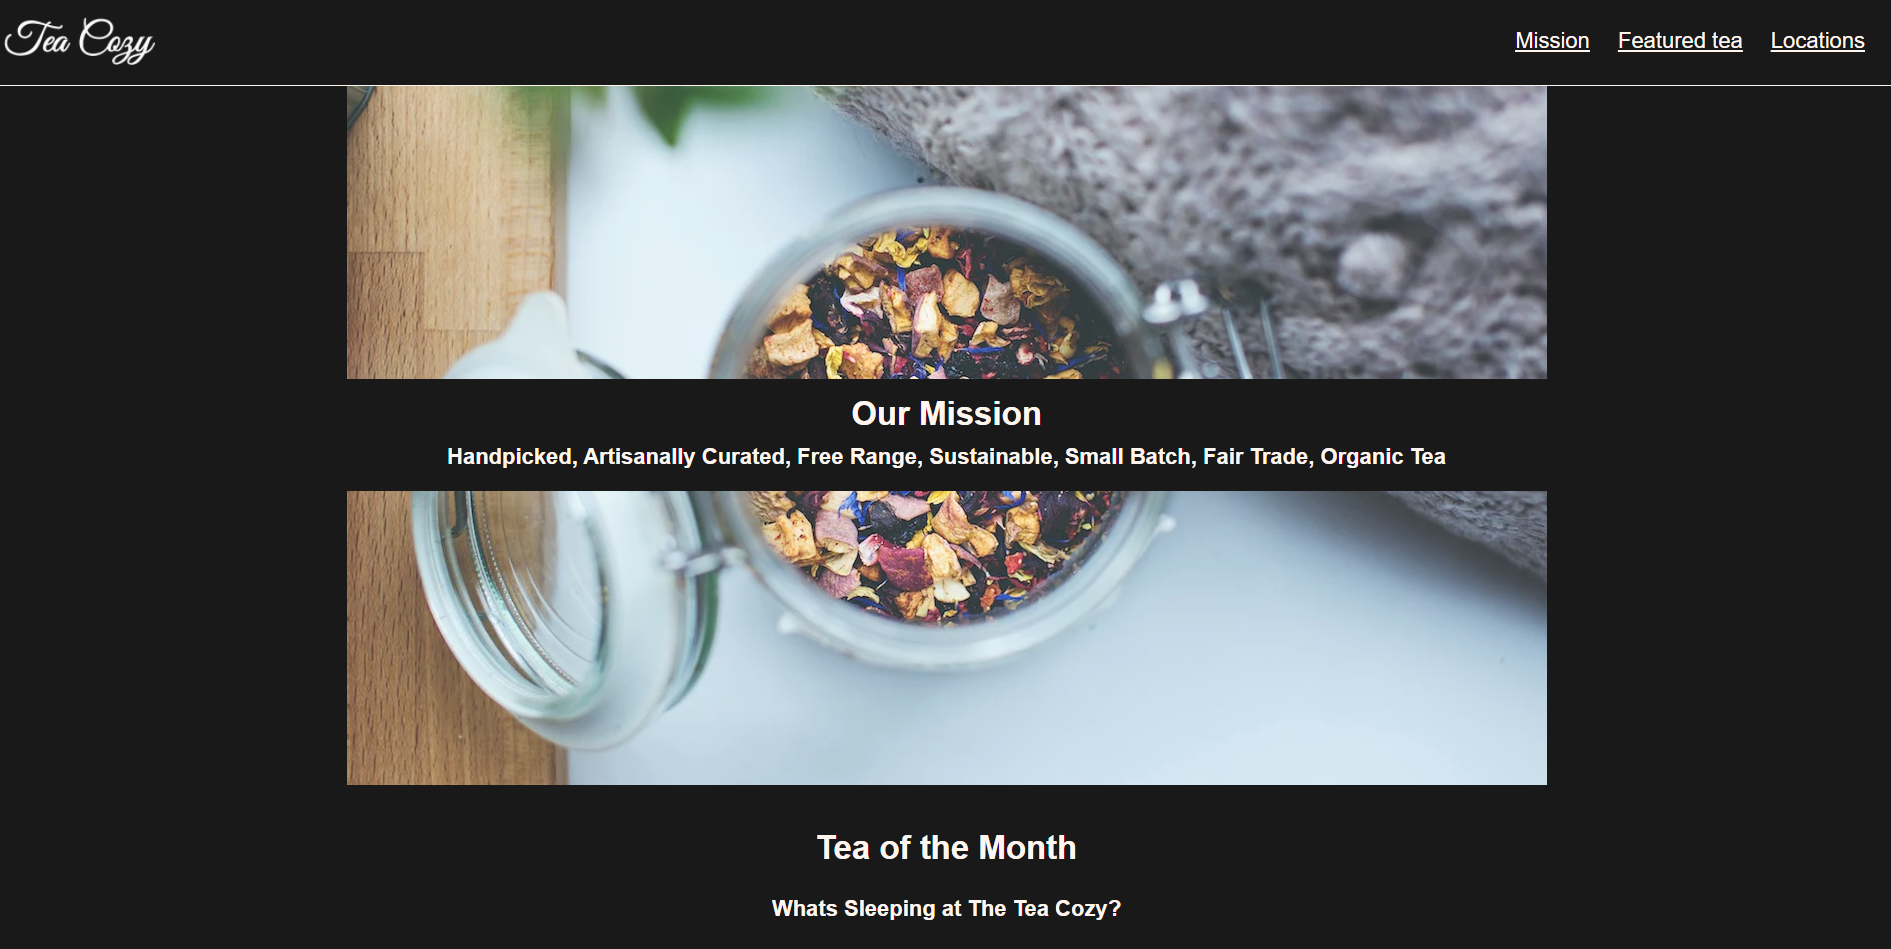 Tea Cozy
Mission Featured tea Locations
Our Mission
Handpicked, Artisanally Curated, Free Range, Sustainable, Small Batch, Fair Trade, Organic Tea
Tea of the Month
Whats Sleeping at The Tea Cozy?